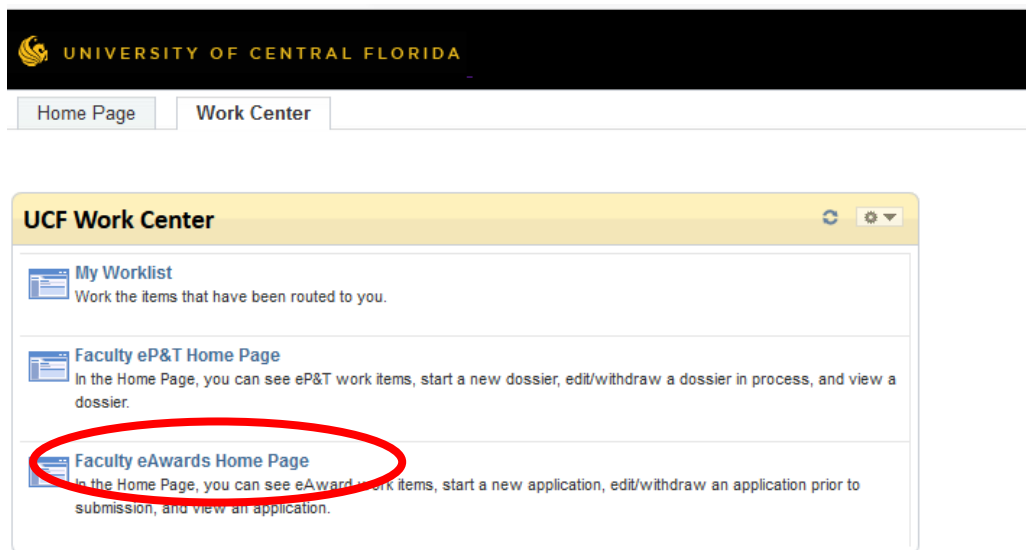 UNIVERSITY OF CENTRAL FLORIDA
Home Page
Work Center
UCF Work Center
My Worklist
Work the items that have been routed to you.
Faculty eP&T Home Page
In the Home Page, you can see eP&T work items, start a new dossier, edit/withdraw a dossier in process, and view a
dossier.
Faculty eAwards Home Page
In the Home Page, you can see eAward work items, start a new application, edit/withdraw an application prior to
submission, and view an application.